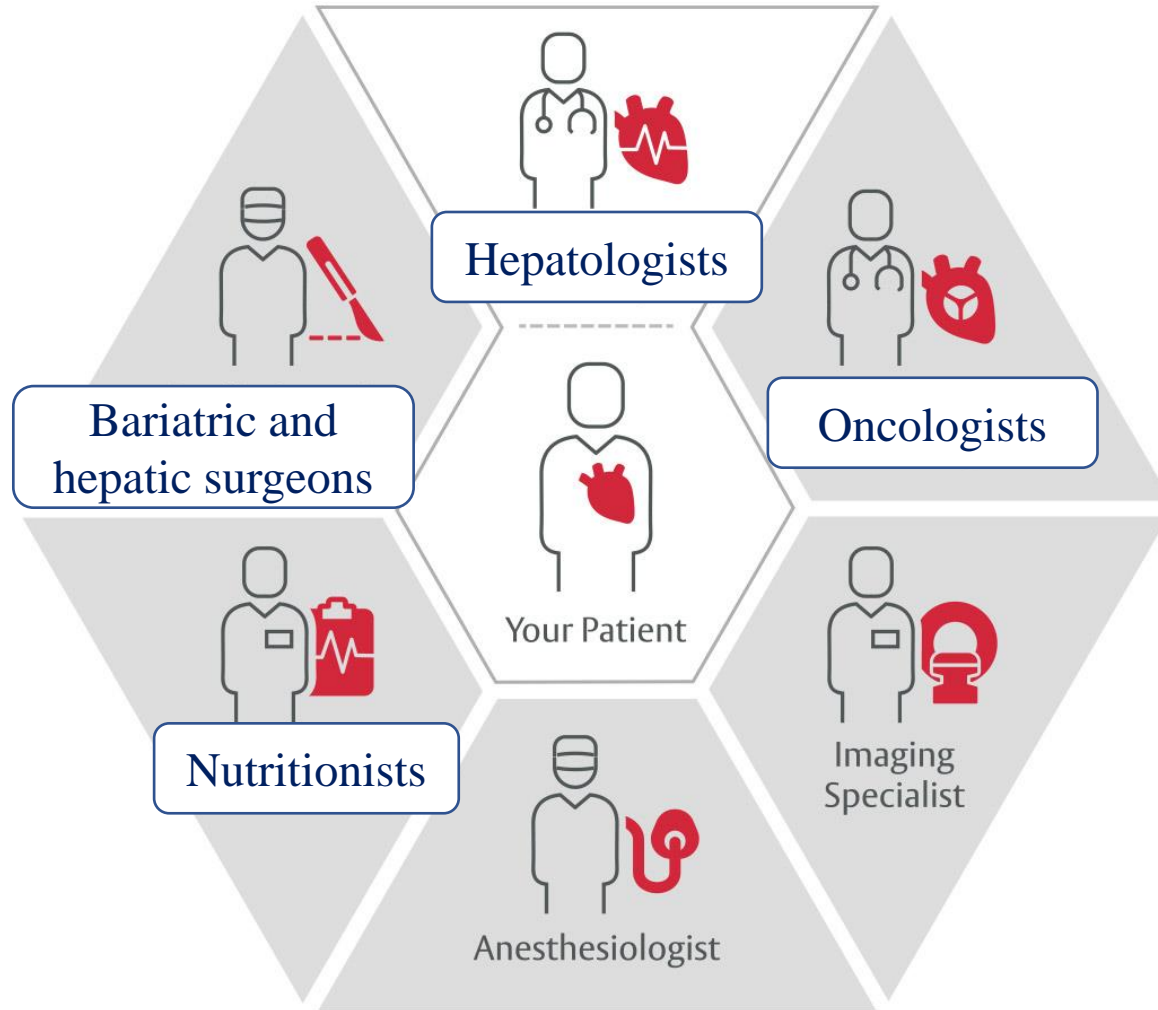 Hepatologists
Bariatric and
hepatic surgeons
Oncologists
Your Patient
Nutritionists
Imaging
Specialist
Anesthesiologist